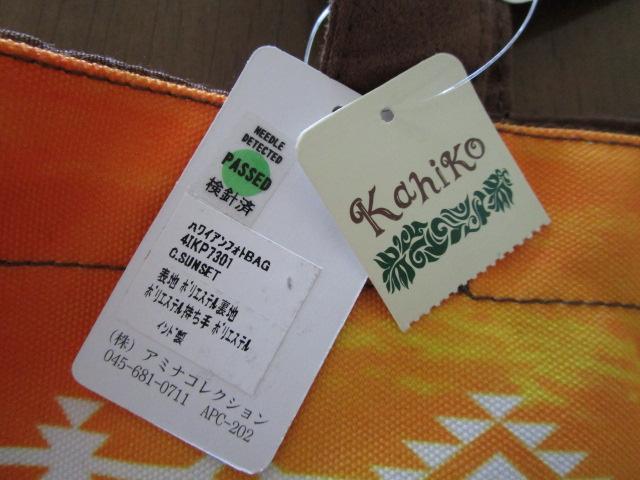 NEEDLE
DETECTED
PASSED
検針済
ハワイアンフォトBAG
4IKP7301
C.SUNSET
表地 ポリエステル裏地
ポリエステル持ち手 ポリエステル
インド製
(株) アミナコレクション
045-681-0711 APC-202
Kahiko